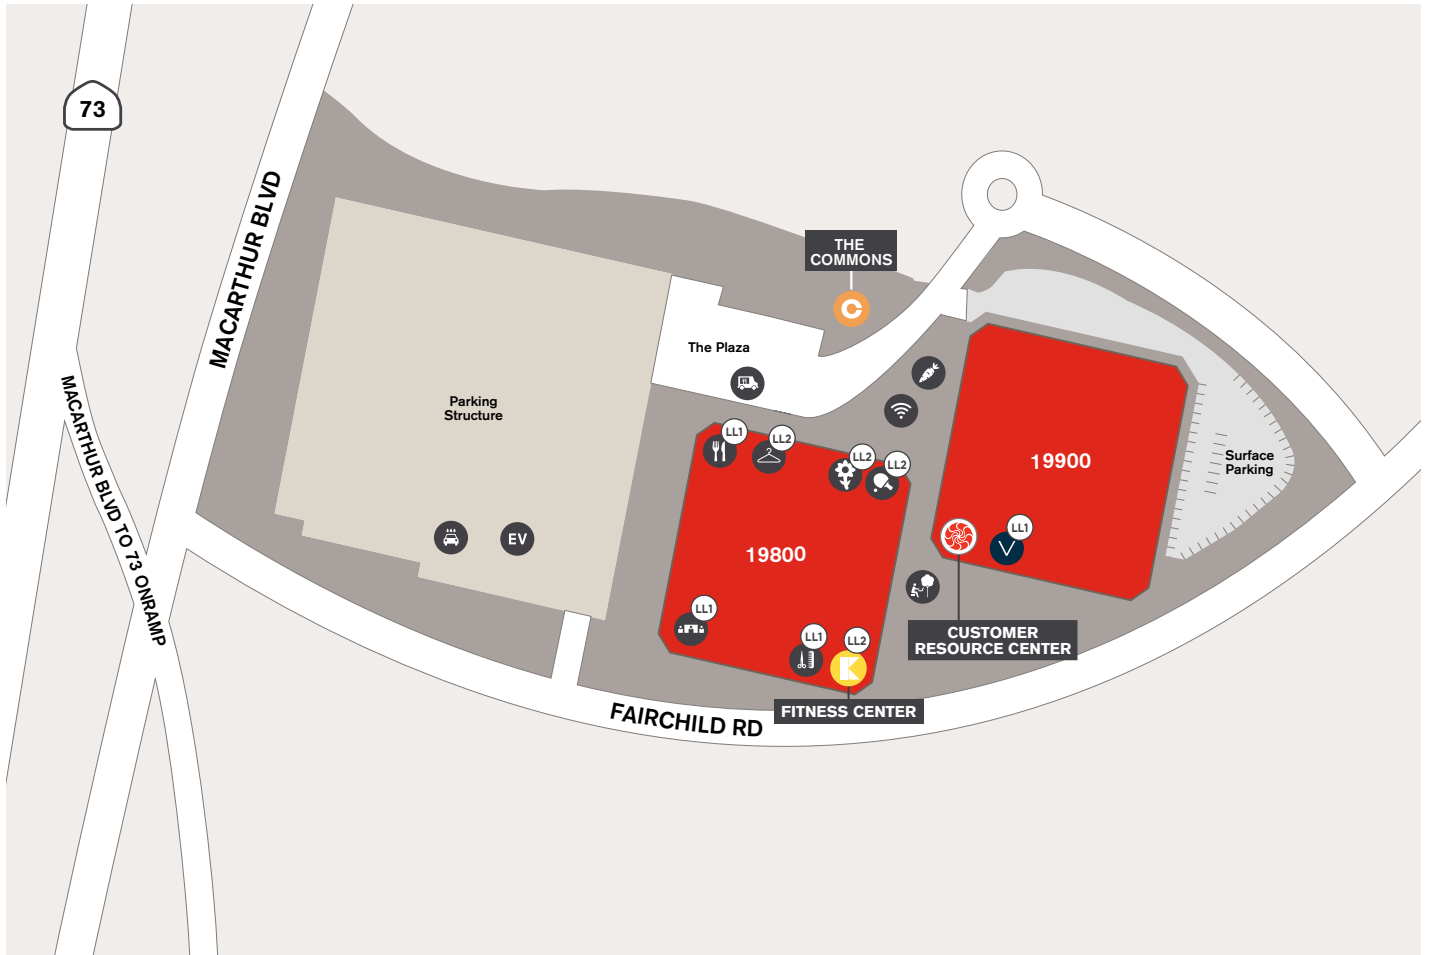 73
MACARTHUR BLVD
MACARTHUR BLVD TO 73 ONRAMP
THE
COMMONS
C
The Plaza
Parking
Structure
EV
LL1
LL2
LL2
LL2
19800
LL1
LL1
LL2
K
FITNESS CENTER
FAIRCHILD RD
19900
LL1
V
CUSTOMER
RESOURCE CENTER
Surface
Parking